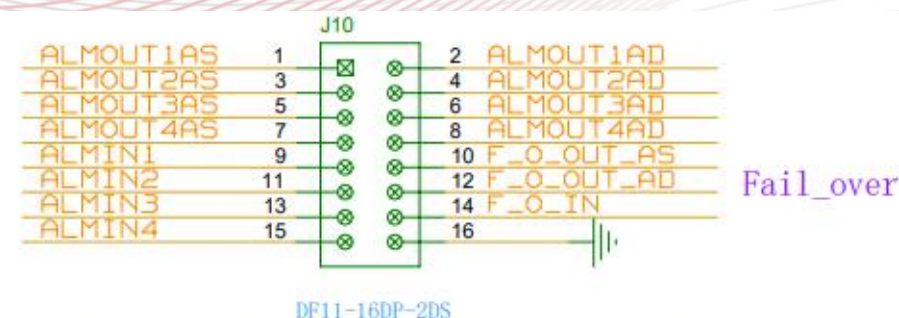 J10
ALMOUT1AS 1 2 ALMOUT1AD
ALMOUT2AS 3 4 ALMOUT2AD
ALMOUT3AS 5 6 ALMOUT3AD
ALMOUT4AS 7 8 ALMOUT4AD
ALMIN1 9 10 F_O_OUT_AS
ALMIN2 11 12 F_O_OUT_AD Fail_over
ALMIN3 13 14 F_O_IN
ALMIN4 15 16
DF11-16DP-2DS